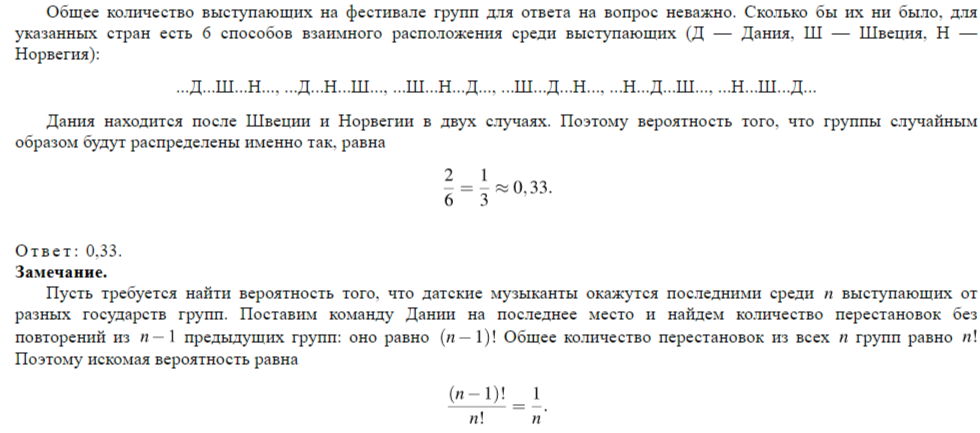 Общее количество выступающих на фестивале групп для ответа на вопрос неважно. Сколько бы их ни было, для
указанных стран есть 6 способов взаимного расположения среди выступающих (Д — Дания, Ш — Швеция, Н —
Норвегия):
...Д...Ш...Н..., ...Д...Н...Ш..., ...Ш...Н...Д..., ...Ш...Д...Н..., ...Н...Д...Ш..., ...Н...Ш...Д...
Дания находится после Швеции и Норвегии в двух случаях. Поэтому вероятность того, что группы случайным
образом будут распределены именно так, равна
2/6 = 1/3 ≈ 0,33.
Ответ: 0,33.
Замечание.
Пусть требуется найти вероятность того, что датские музыканты окажутся последними среди n выступающих от
разных государств групп. Поставим команду Дании на последнее место и найдем количество перестановок без
повторений из n − 1 предыдущих групп: оно равно (n − 1)! Общее количество перестановок из всех n групп равно n!
Поэтому искомая вероятность равна
(n − 1)!/n! = 1/n.